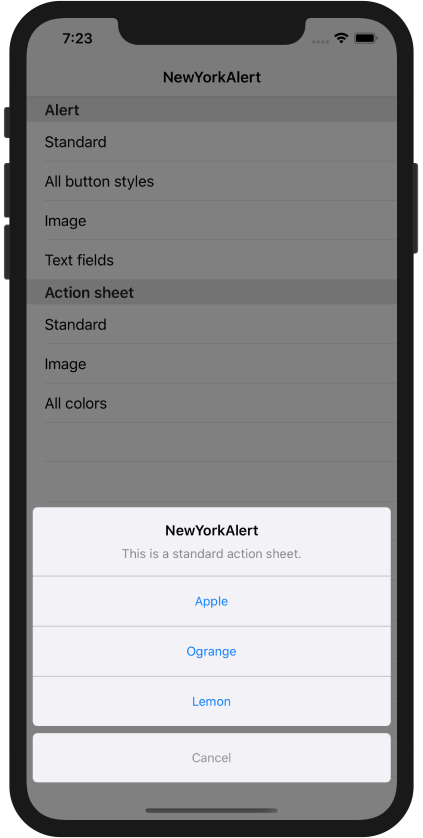 7:23
NewYorkAlert
Alert
Standard
All button styles
Image
Text fields
Action sheet
Standard
Image
All colors
NewYorkAlert
This is a standard action sheet.
Apple
Ogrange
Lemon
Cancel